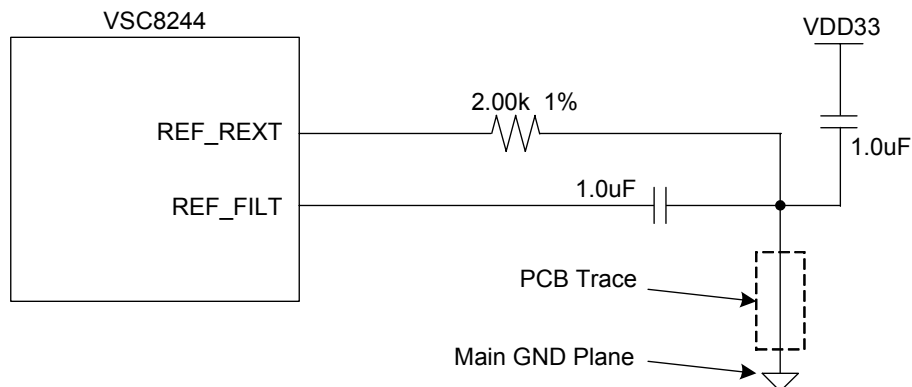 VSC8244
VDD33
2.00k 1%
REF_REXT
1.0uF
1.0uF
REF_FILT
PCB Trace
Main GND Plane